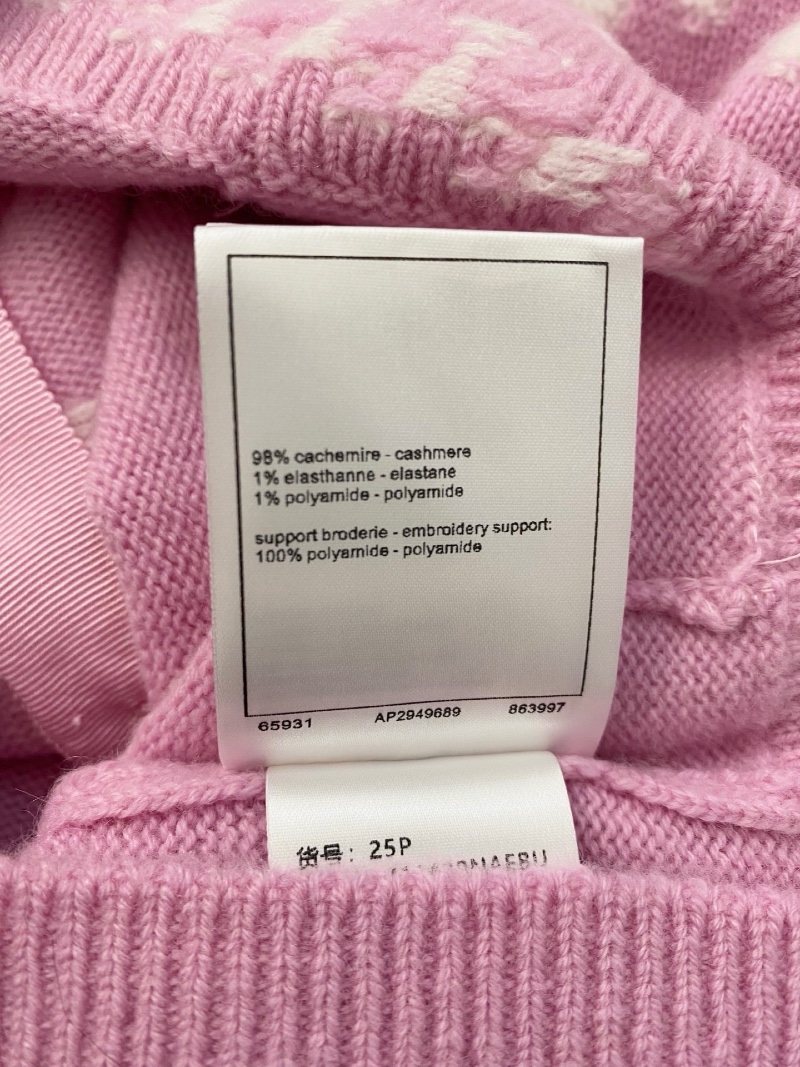 98% cachemire - cashmere
1% elasthanne - elastane
1% polyamide - polyamide
support broderie - embroidery support:
100% polyamide - polyamide
65931 AP2949689 863997
货号: 25P